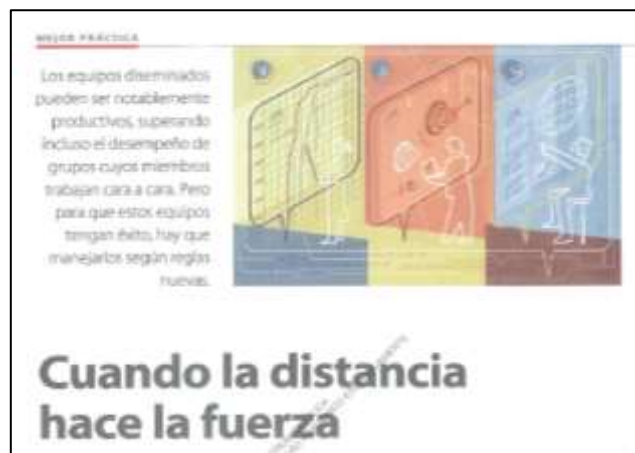 MEJOR PRÁCTICA
Los equipos diseminados
pueden ser notablemente
productivos, superando
incluso el desempeño de
grupos cuyos miembros
trabajan cara a cara. Pero
para que estos equipos
tengan éxito, hay que
manejarlos según reglas
nuevas.
Cuando la distancia
hace la fuerza